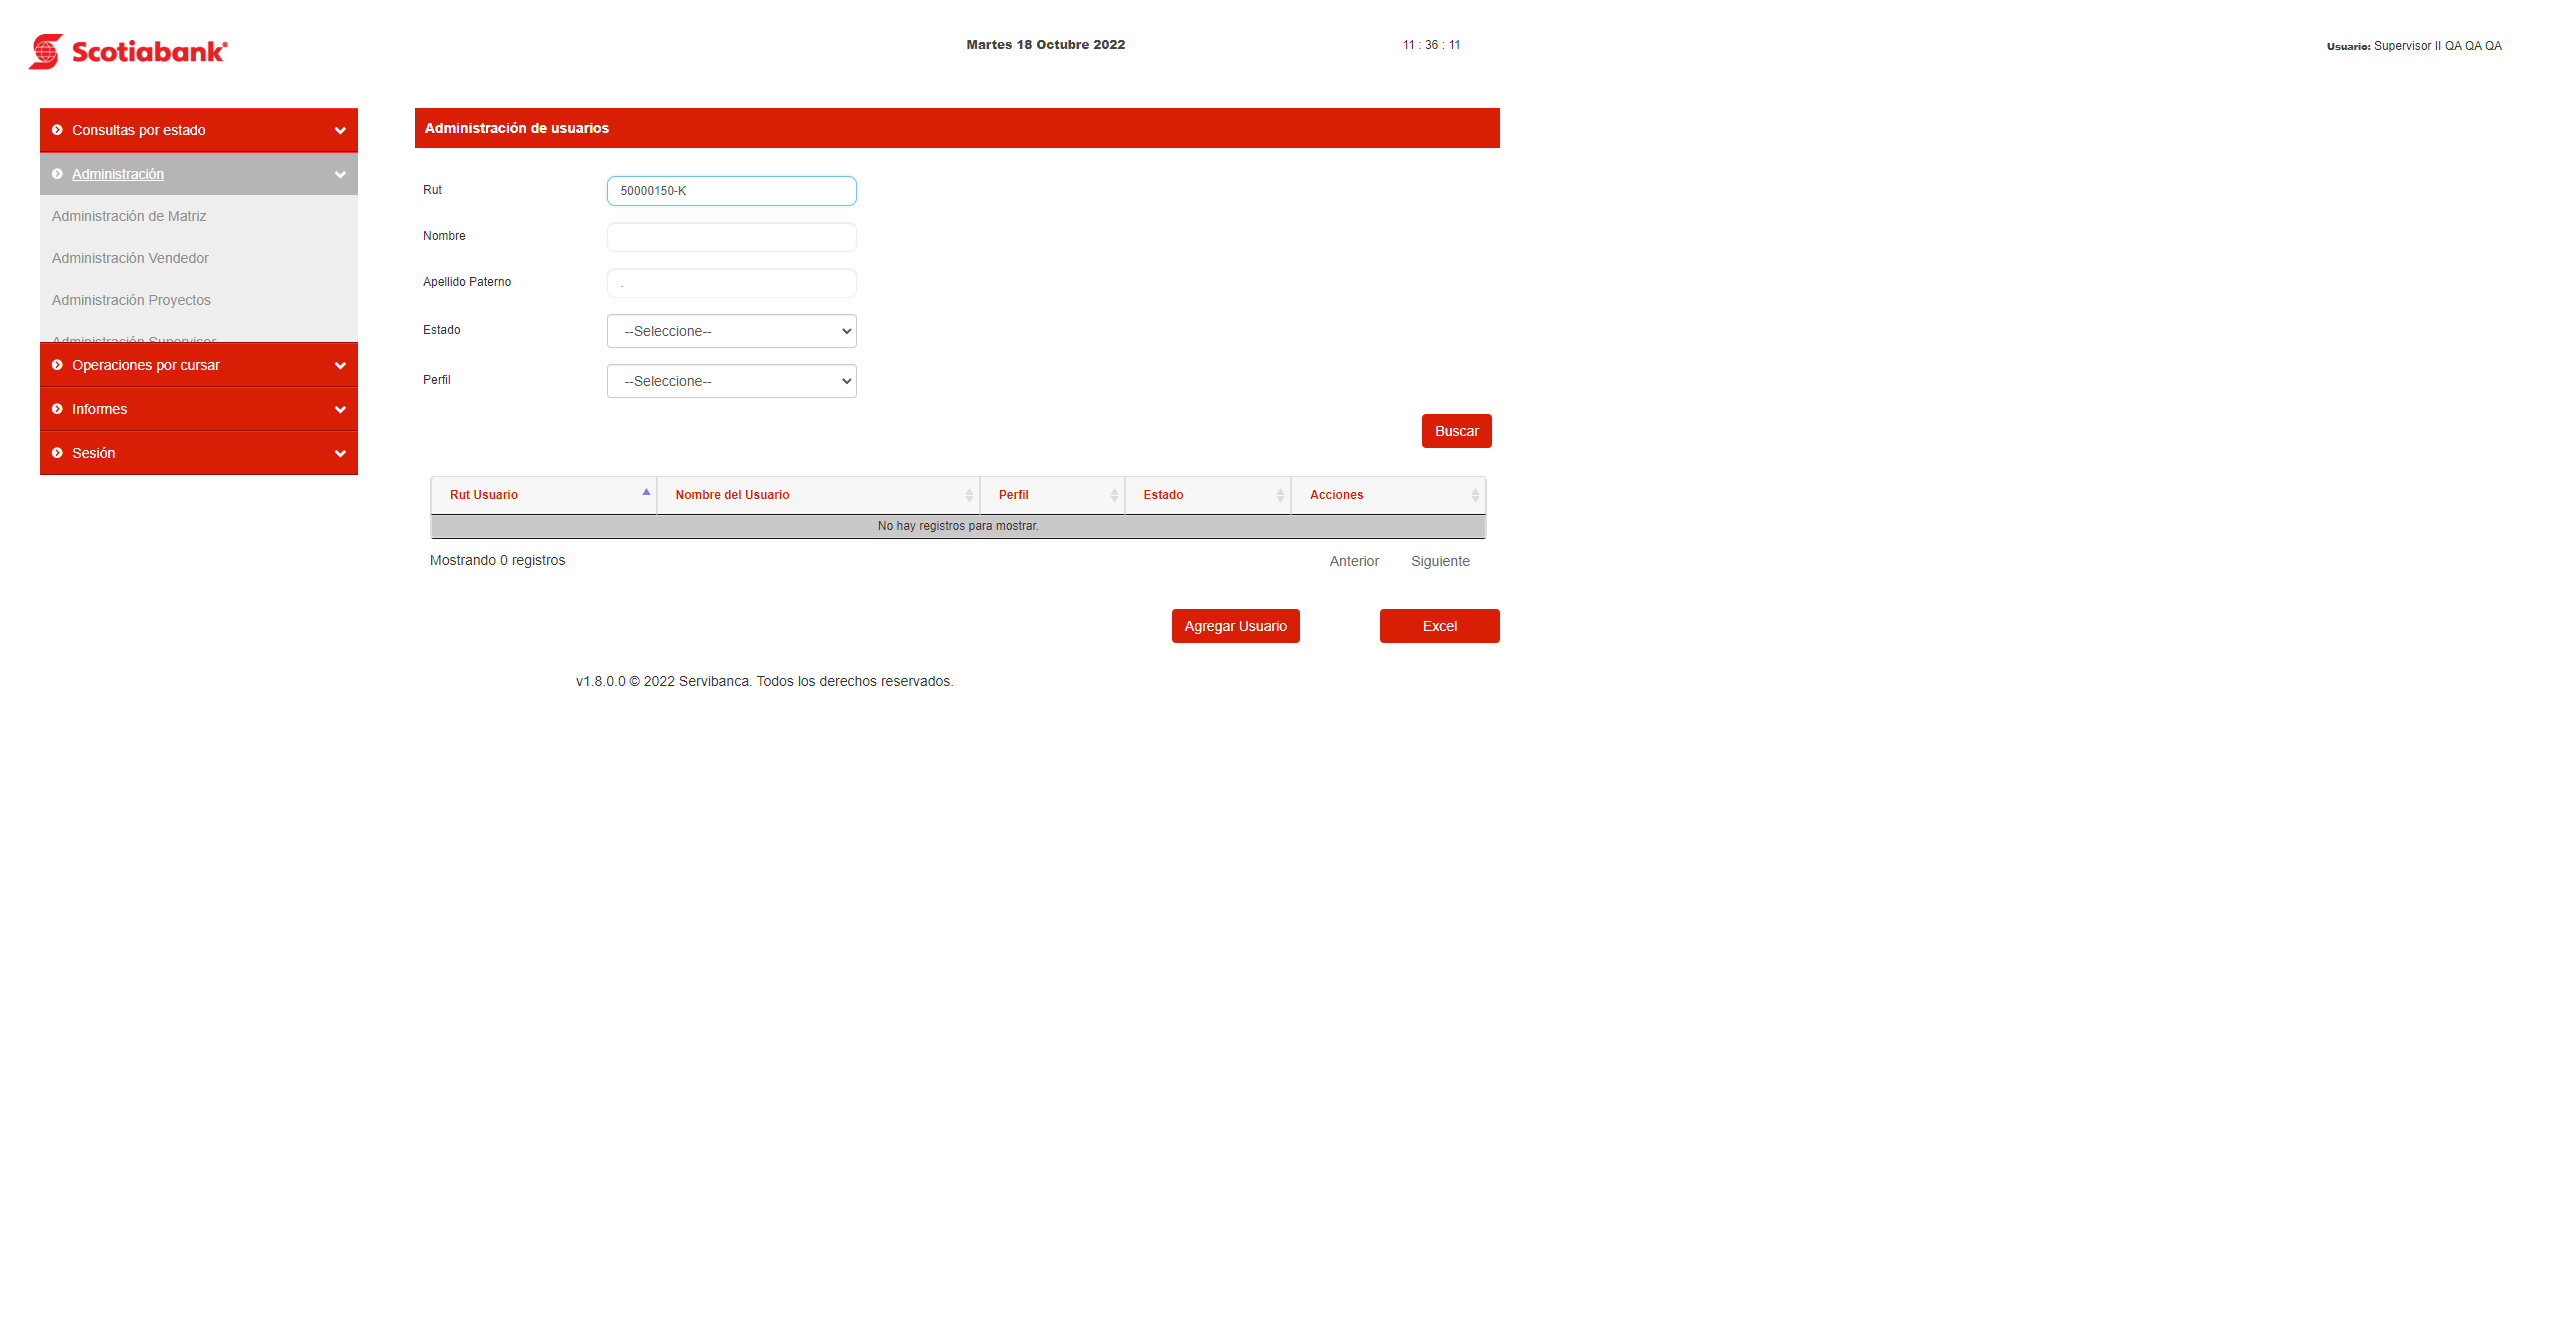 Scotiabank®
Martes 18 Octubre 2022
11 : 36 : 11
Usuario: Supervisor II QA QA QA
Consultas por estado
Administración
Administración de Matriz
Administración Vendedor
Administración Proyectos
Administración Supervisor
Operaciones por cursar
Informes
Sesión
Administración de usuarios
Rut
50000150-K
Nombre
Apellido Paterno
.
Estado
--Seleccione--
Perfil
--Seleccione--
Buscar
Rut Usuario Nombre del Usuario Perfil Estado Acciones
No hay registros para mostrar.
Mostrando 0 registros
Anterior Siguiente
Agregar Usuario Excel
v1.8.0.0 © 2022 Servibanca. Todos los derechos reservados.